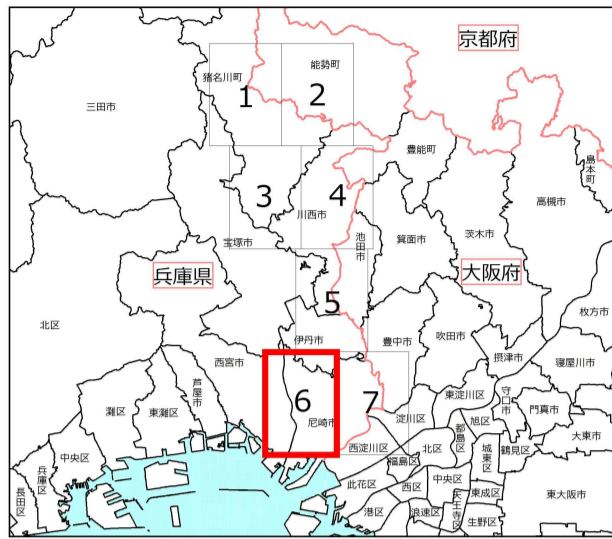 京都府
能勢町
猪名川町
1
2
三田市
豊能町
島本町
高槻市
3
4
川西市
池田市
箕面市
茨木市
宝塚市
兵庫県
大阪府
5
枚方市
北区
伊丹市
豊中市
吹田市
摂津市
寝屋川市
西宮市
芦屋市
6
尼崎市
7
淀川区
東淀川区
守口市
門真市
灘区
東灘区
旭区
都島区
大東市
西淀川区
北区
城東区
鶴見区
中央区
福島区
兵庫区
長田区
此花区
西区
中央区
東成区
東大阪市
天王寺区
港区
浪速区
生野区